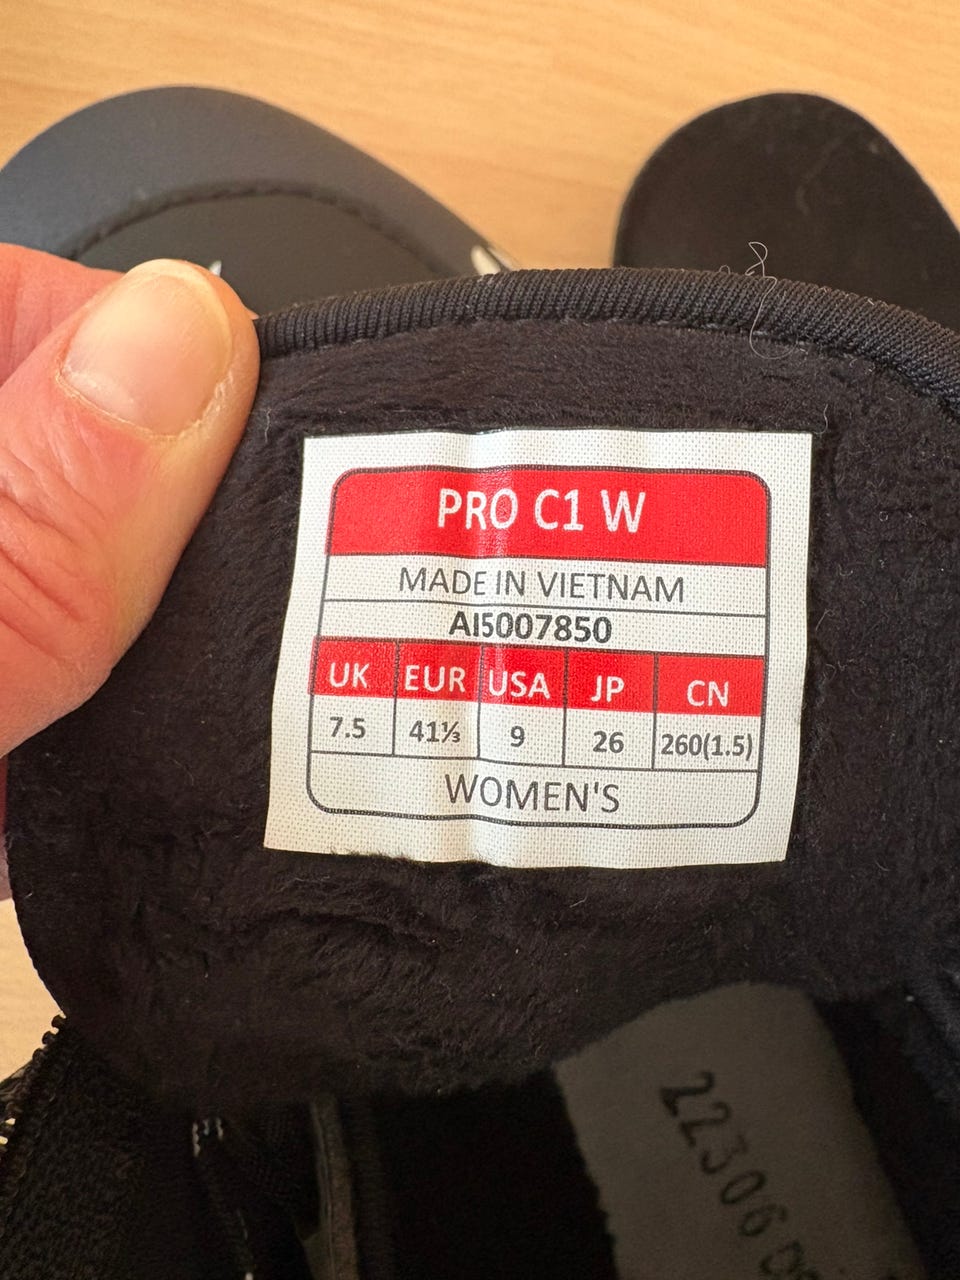 PRO C1 W
MADE IN VIETNAM
AI5007850
UK EUR USA JP CN
7.5 41⅓ 9 26 260(1.5)
WOMEN'S
22306